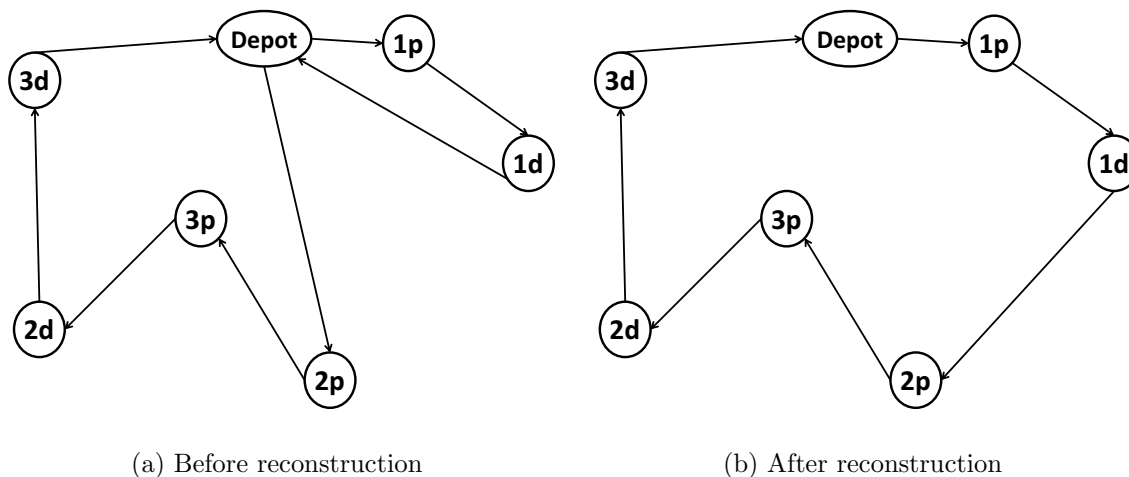 Depot
1p
3d
1d
3p
2d
2p
(a) Before reconstruction
Depot
1p
3d
1d
3p
2d
2p
(b) After reconstruction